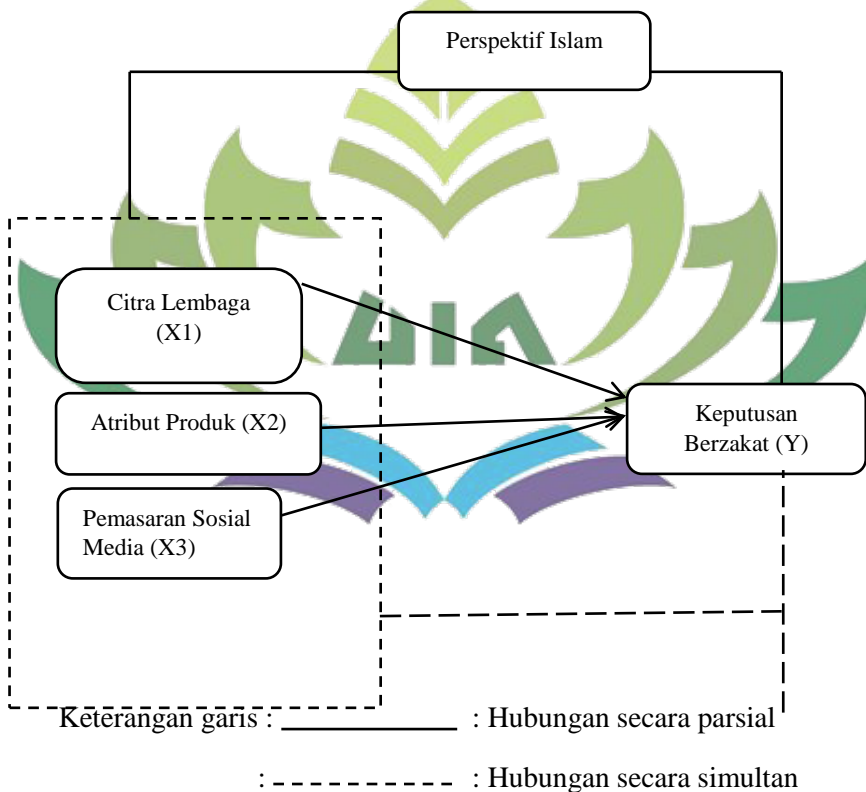 Perspektif Islam
Citra Lembaga
(X1)
Atribut Produk (X2)
Pemasaran Sosial
Media (X3)
Keputusan
Berzakat (Y)
Keterangan garis : ____________ : Hubungan secara parsial
: - - - - - - - - - - - : Hubungan secara simultan